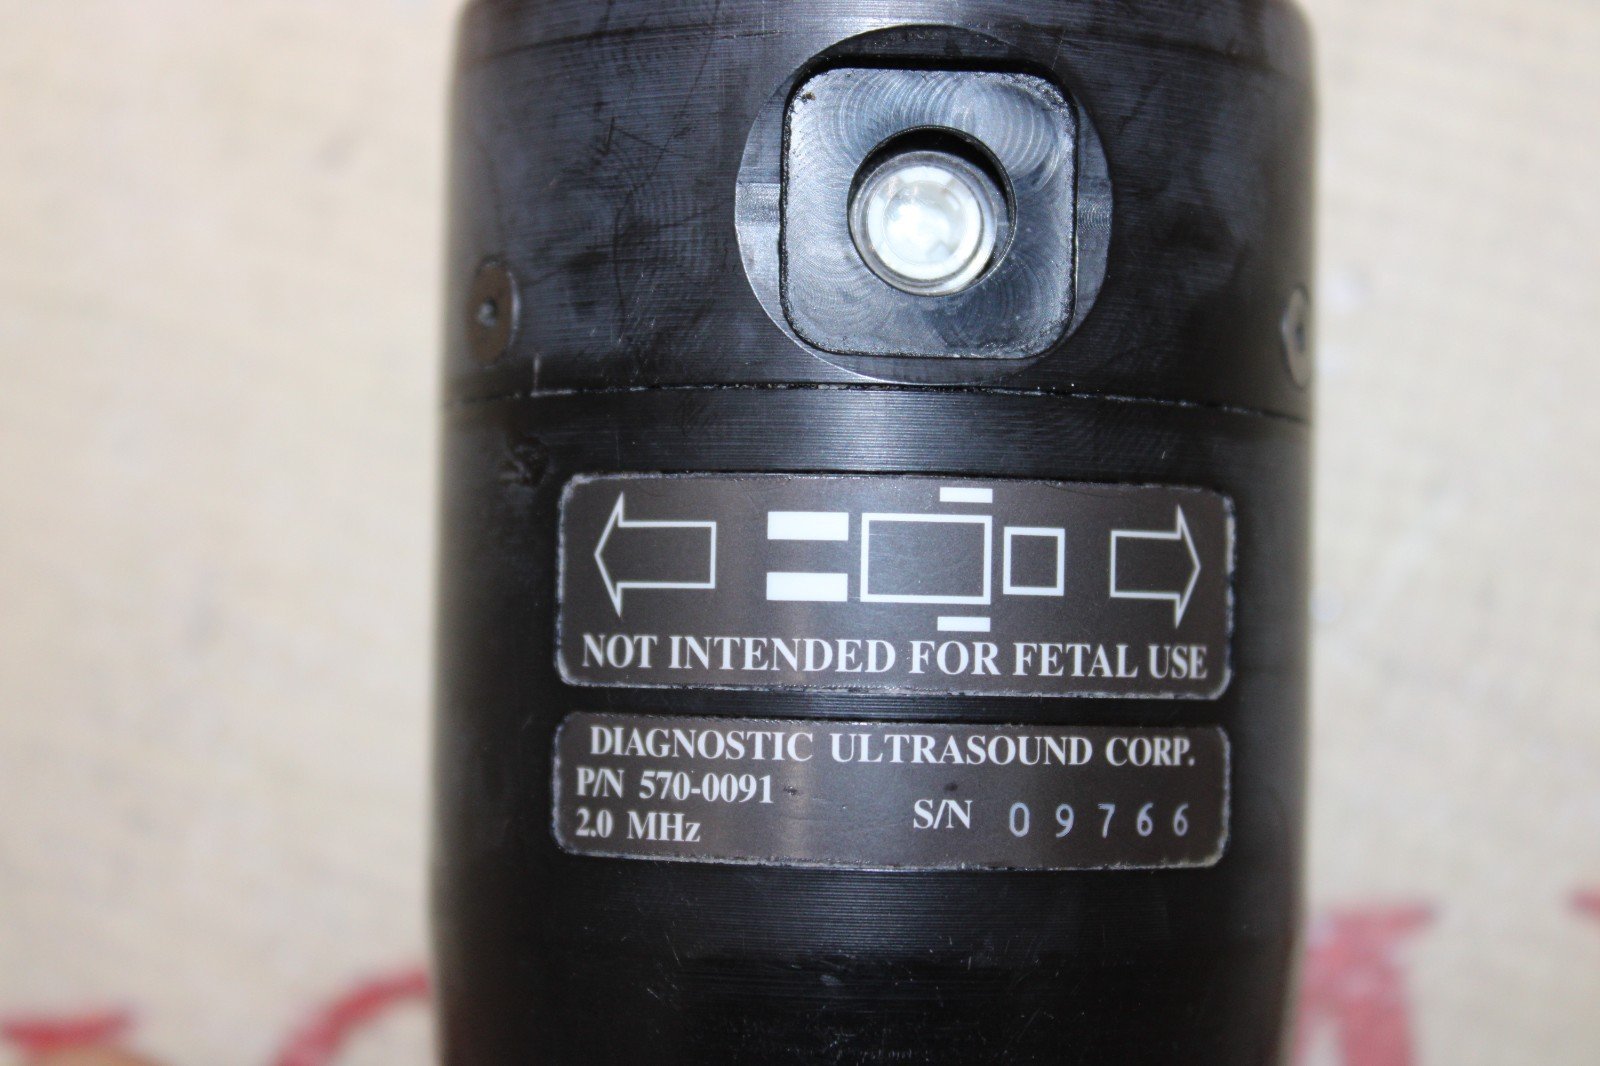 NOT INTENDED FOR FETAL USE
DIAGNOSTIC ULTRASOUND CORP.
P/N 570-0091
2.0 MHz
S/N 09766